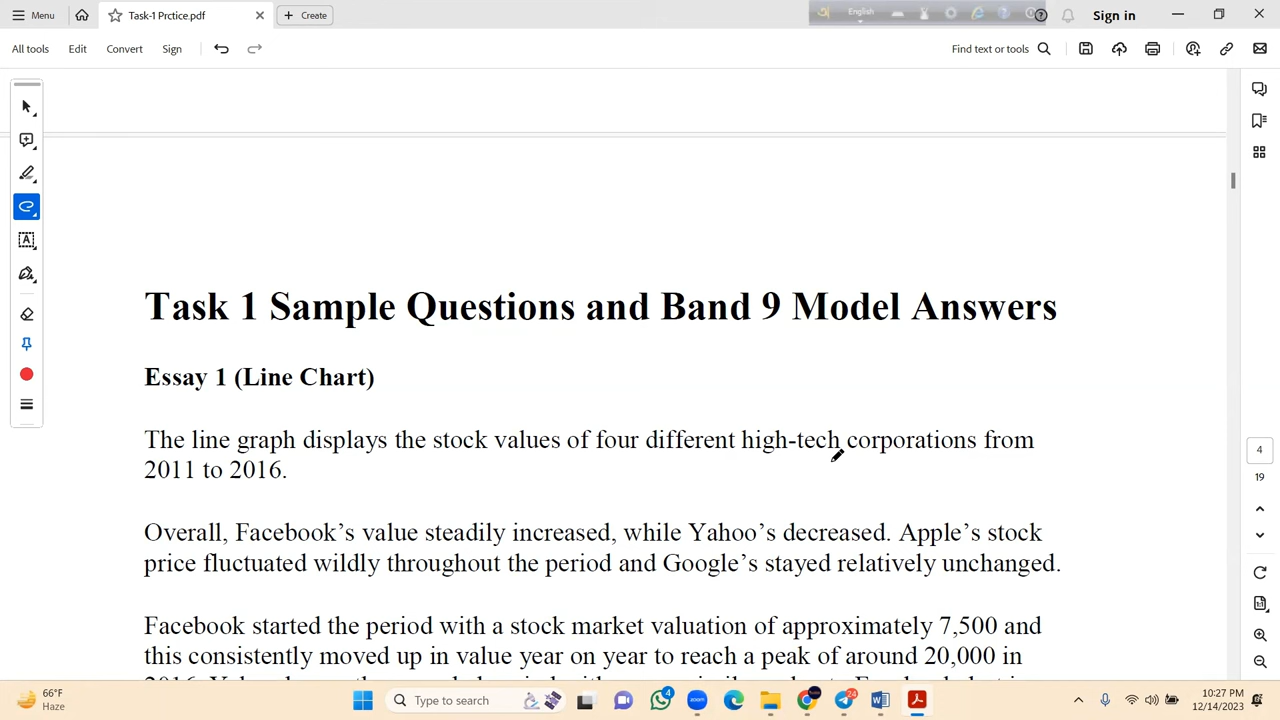 Menu
Task-1 Prctice.pdf
Create
English
Sign in
All tools
Edit
Convert
Sign
Find text or tools
Task 1 Sample Questions and Band 9 Model Answers
Essay 1 (Line Chart)
The line graph displays the stock values of four different high-tech corporations from
2011 to 2016.
Overall, Facebook’s value steadily increased, while Yahoo’s decreased. Apple’s stock
price fluctuated wildly throughout the period and Google’s stayed relatively unchanged.
Facebook started the period with a stock market valuation of approximately 7,500 and
this consistently moved up in value year on year to reach a peak of around 20,000 in
4
19
66°F
Haze
Type to search
zoom
4
24
10:27 PM
12/14/2023